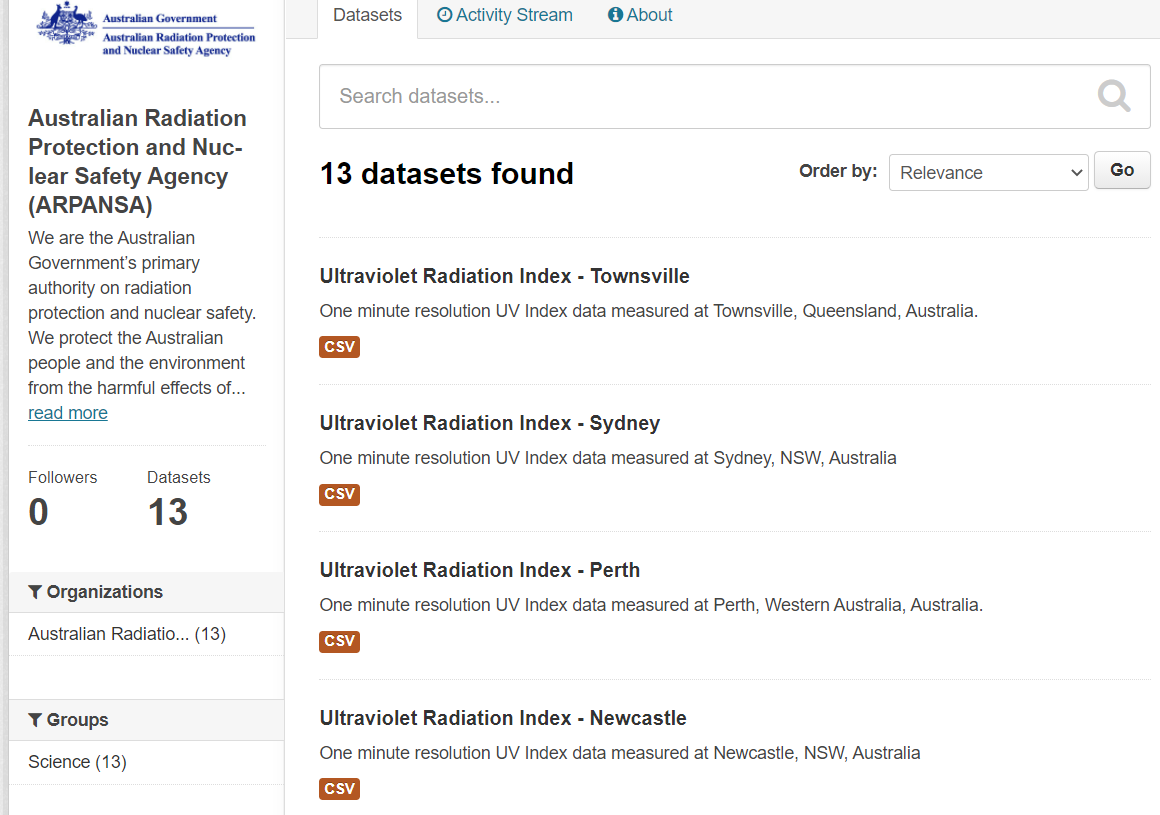 Australian Government
Australian Radiation Protection
and Nuclear Safety Agency
Australian Radiation
Protection and Nuc-
lear Safety Agency
(ARPANSA)
We are the Australian
Government’s primary
authority on radiation
protection and nuclear safety.
We protect the Australian
people and the environment
from the harmful effects of...
read more
Followers
0
Datasets
13
Organizations
Australian Radiatio... (13)
Groups
Science (13)
Datasets
Activity Stream
About
Search datasets...
13 datasets found
Order by:
Relevance
Go
Ultraviolet Radiation Index - Townsville
One minute resolution UV Index data measured at Townsville, Queensland, Australia.
CSV
Ultraviolet Radiation Index - Sydney
One minute resolution UV Index data measured at Sydney, NSW, Australia
CSV
Ultraviolet Radiation Index - Perth
One minute resolution UV Index data measured at Perth, Western Australia, Australia.
CSV
Ultraviolet Radiation Index - Newcastle
One minute resolution UV Index data measured at Newcastle, NSW, Australia
CSV